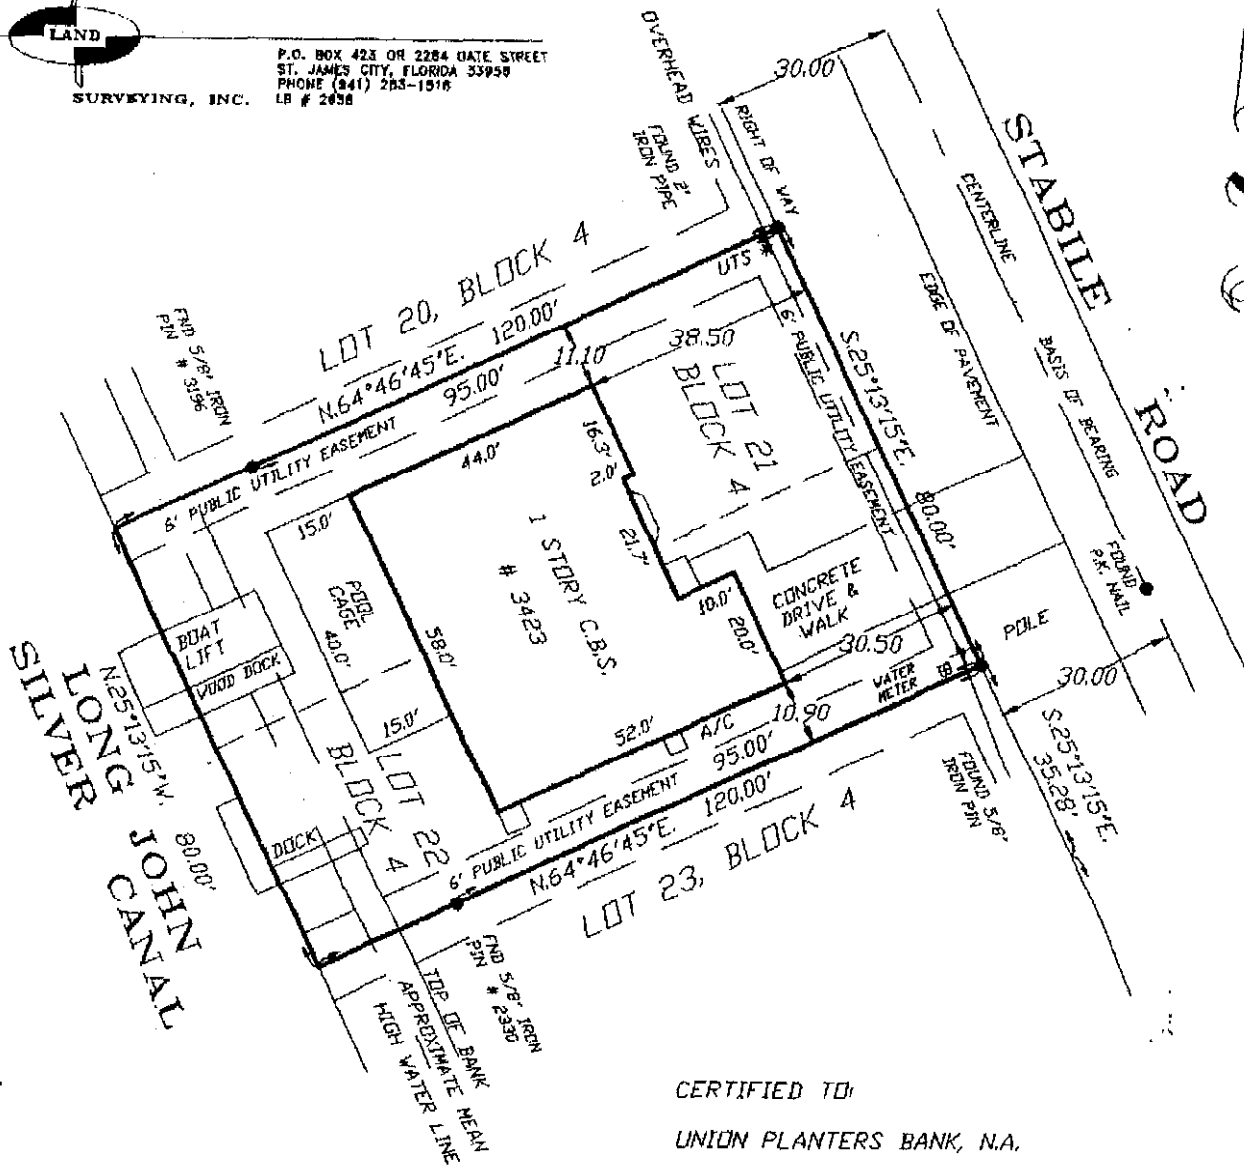 LAND
SURVEYING, INC.
P.O. BOX 423 OR 2284 DATE STREET
ST. JAMES CITY, FLORIDA 33956
PHONE (941) 283-1516
LB #
OVERHEAD WIRES
30.00
RIGHT OF WAY
FOUND 2"
IRON PIPE
STABILE ROAD
CENTERLINE
EDGE OF PAVEMENT
BASIS OF BEARING
LOT 20, BLOCK 4
UTS
FND 5/8" IRON
PIN # 3196
N.64°46'45"E. 120.00'
95.00'
11.10
38.50
6' PUBLIC UTILITY EASEMENT
S.25°13'15"E.
80.00'
LOT 21
BLOCK 4
6' PUBLIC UTILITY EASEMENT
44.0'
16.3'
2.0'
21.7'
10.0'
20.0'
15.0'
1 STORY C.B.S.
# 3423
POOL
CAGE
40.0'
58.0'
15.0'
52.0'
CONCRETE
DRIVE &
WALK
30.50
WATER
METER
POLE
FOUND
P.K. NAIL
30.00
BOAT
LIFT
WOOD DOCK
DOCK
N.25°13'15"W. 80.00'
LONG JOHN
SILVER CANAL
LOT 22
BLOCK 4
A/C
10.90
95.00'
6' PUBLIC UTILITY EASEMENT
N.64°46'45"E. 120.00'
LOT 23, BLOCK 4
FOUND 5/8"
IRON PIN
S.25°13'15"E.
35.28'
FND 5/8" IRON
PIN # 2330
TOP OF BANK
APPROXIMATE MEAN
HIGH WATER LINE
CERTIFIED TO:
UNION PLANTERS BANK, N.A.